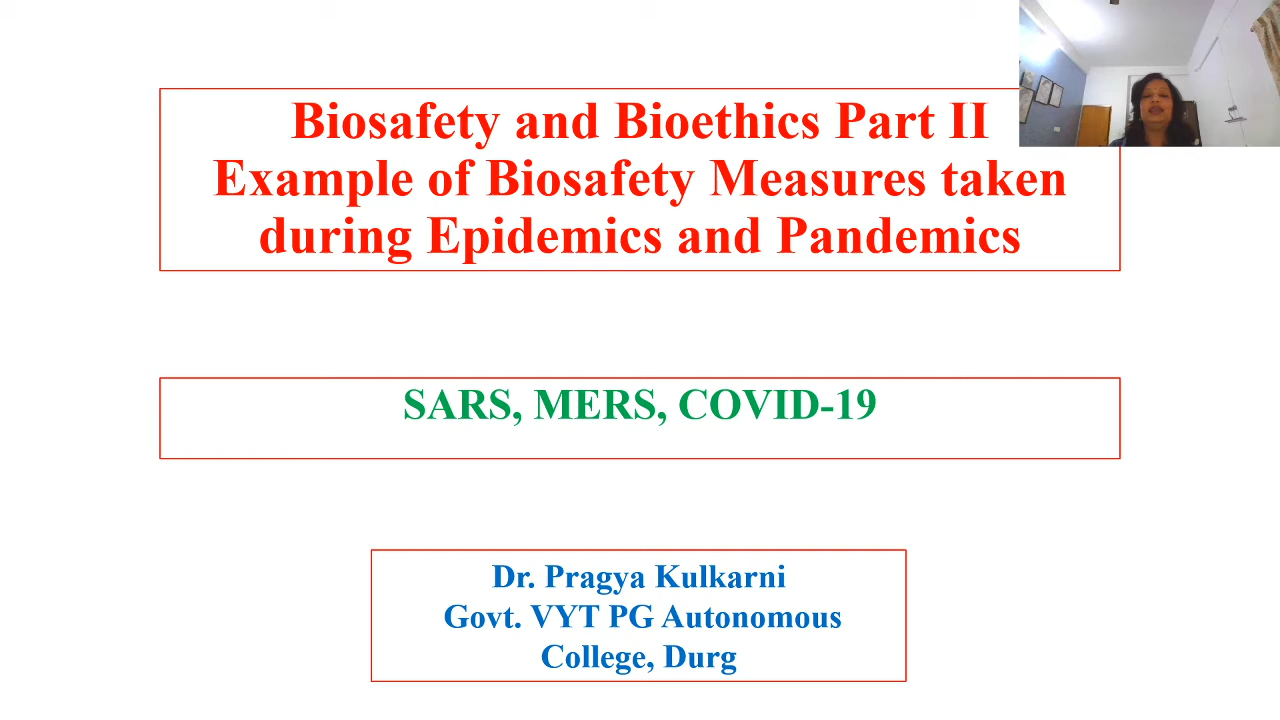 Biosafety and Bioethics Part II
Example of Biosafety Measures taken
during Epidemics and Pandemics
SARS, MERS, COVID-19
Dr. Pragya Kulkarni
Govt. VYT PG Autonomous
College, Durg